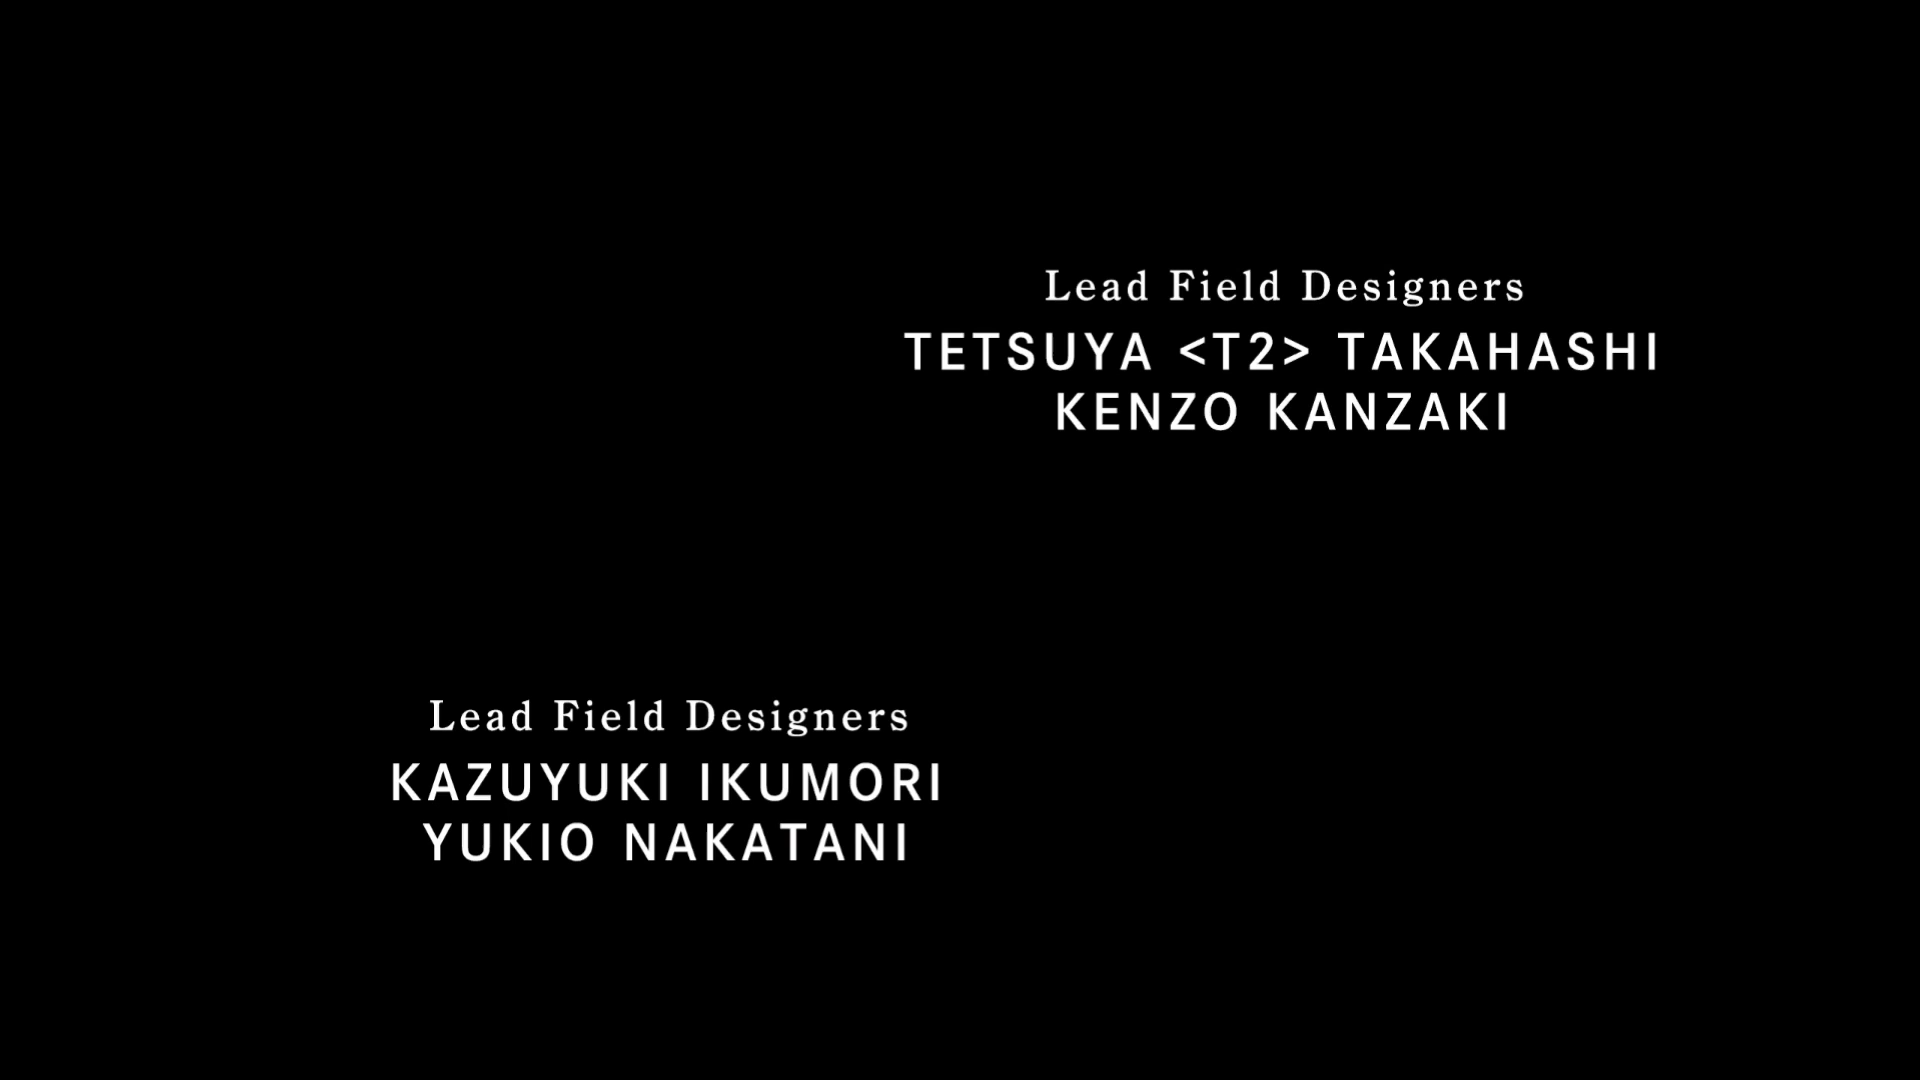 Lead Field Designers
TETSUYA <T2> TAKAHASHI
KENZO KANZAKI
Lead Field Designers
KAZUYUKI IKUMORI
YUKIO NAKATANI